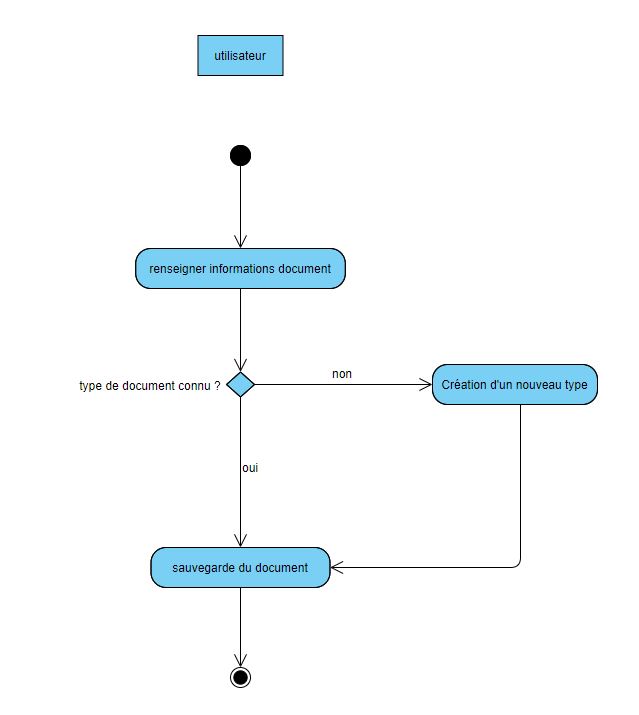 utilisateur
renseigner informations document
type de document connu ?
non
Création d'un nouveau type
oui
sauvegarde du document